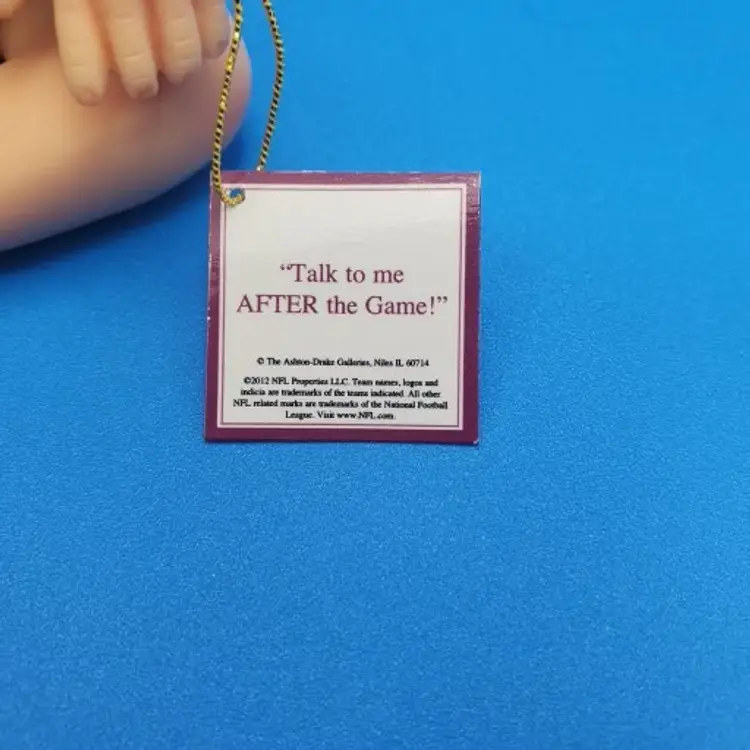 “Talk to me
AFTER the Game!”
© The Ashton-Drake Galleries, Niles IL 60714
©2012 NFL Properties LLC. Team names, logos and
indicia are trademarks of the teams indicated. All other
NFL related marks are trademarks of the National Football
League. Visit www.NFL.com.